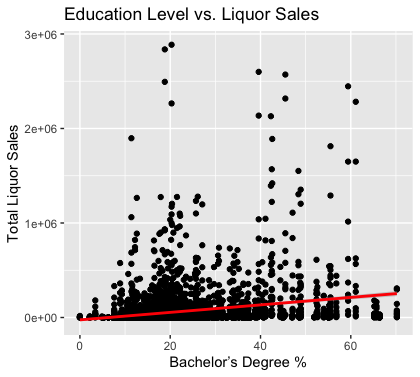 Education Level vs. Liquor Sales
3e+06
2e+06
1e+06
0e+00
Total Liquor Sales
0 20 40 60
Bachelor's Degree %